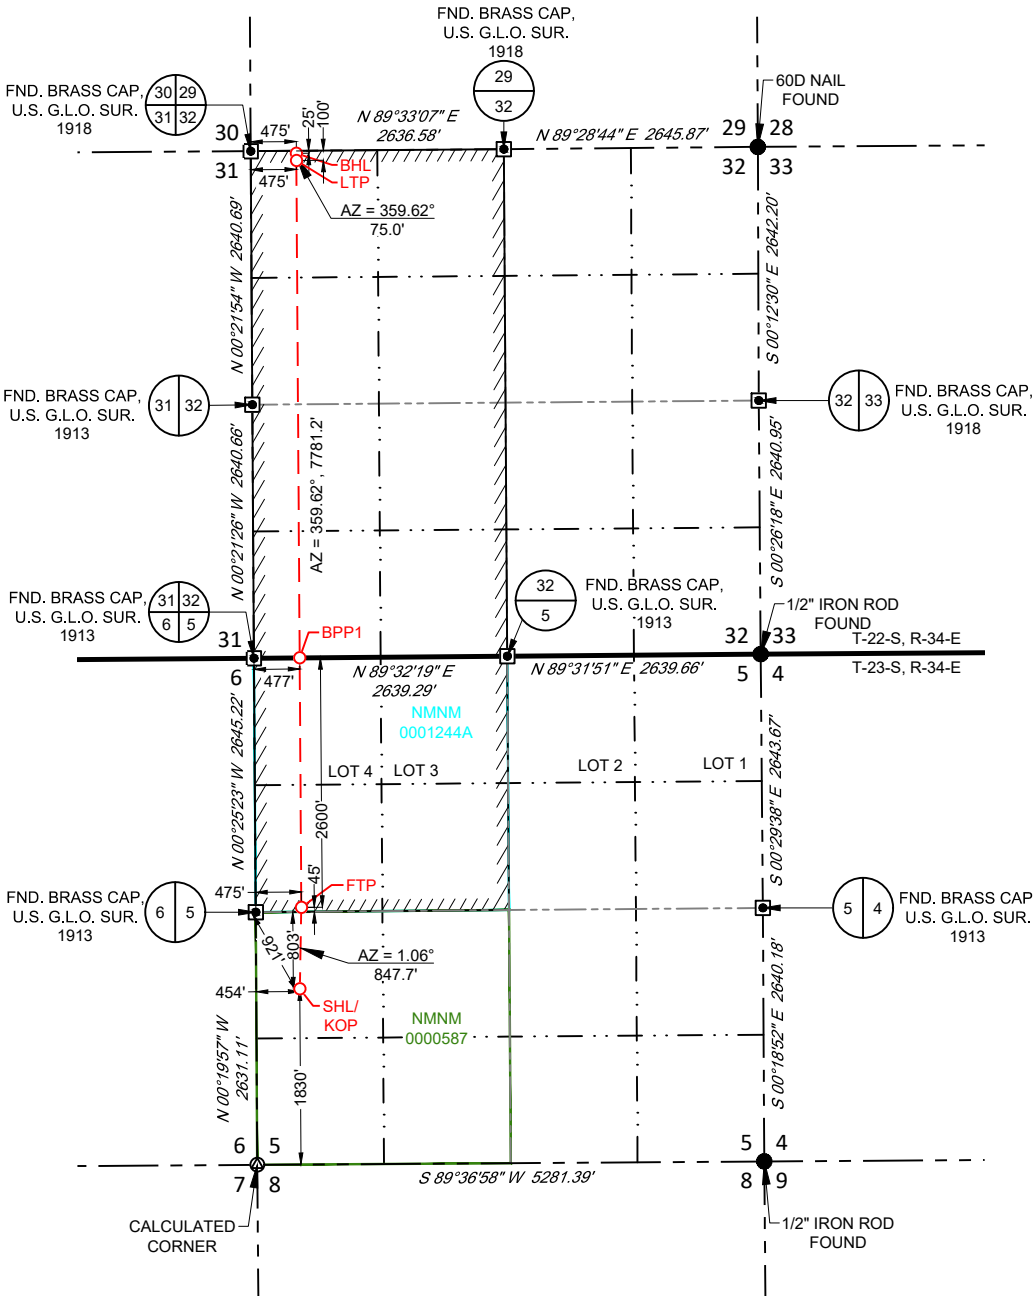 FND. BRASS CAP,
U.S. G.L.O. SUR.
1918
29
32
FND. BRASS CAP,
U.S. G.L.O. SUR.
1918
30 29
31 32
60D NAIL
FOUND
30
31
475'
25'
100'
N 89°33'07" E
2636.58'
N 89°28'44" E 2645.87'
29 28
32 33
BHL
LTP
475'
AZ = 359.62°
75.0'
N 00°21'54" W 2640.69'
S 00°12'30" E 2642.20'
FND. BRASS CAP,
U.S. G.L.O. SUR.
1913
31 32
32 33
FND. BRASS CAP,
U.S. G.L.O. SUR.
1918
N 00°21'26" W 2640.66'
AZ = 359.62°, 7781.2'
S 00°26'18" E 2640.95'
FND. BRASS CAP,
U.S. G.L.O. SUR.
1913
31 32
6 5
32
5
FND. BRASS CAP,
U.S. G.L.O. SUR.
1913
1/2" IRON ROD
FOUND
31
6
BPP1
32 33
5 4
T-22-S, R-34-E
T-23-S, R-34-E
477'
N 89°32'19" E
2639.29'
N 89°31'51" E 2639.66'
NMNM
0001244A
N 00°25'23" W 2645.22'
S 00°29'38" E 2643.67'
LOT 4
LOT 3
LOT 2
LOT 1
2600'
475'
45'
FTP
FND. BRASS CAP,
U.S. G.L.O. SUR.
1913
6 5
5 4
FND. BRASS CAP
U.S. G.L.O. SUR.
1913
921'
803'
AZ = 1.06°
847.7'
454'
SHL/
KOP
NMNM
0000587
N 00°19'57" W
2631.11'
1830'
S 00°18'52" E 2640.18'
6 5
7 8
5 4
8 9
S 89°36'58" W 5281.39'
CALCULATED
CORNER
1/2" IRON ROD
FOUND